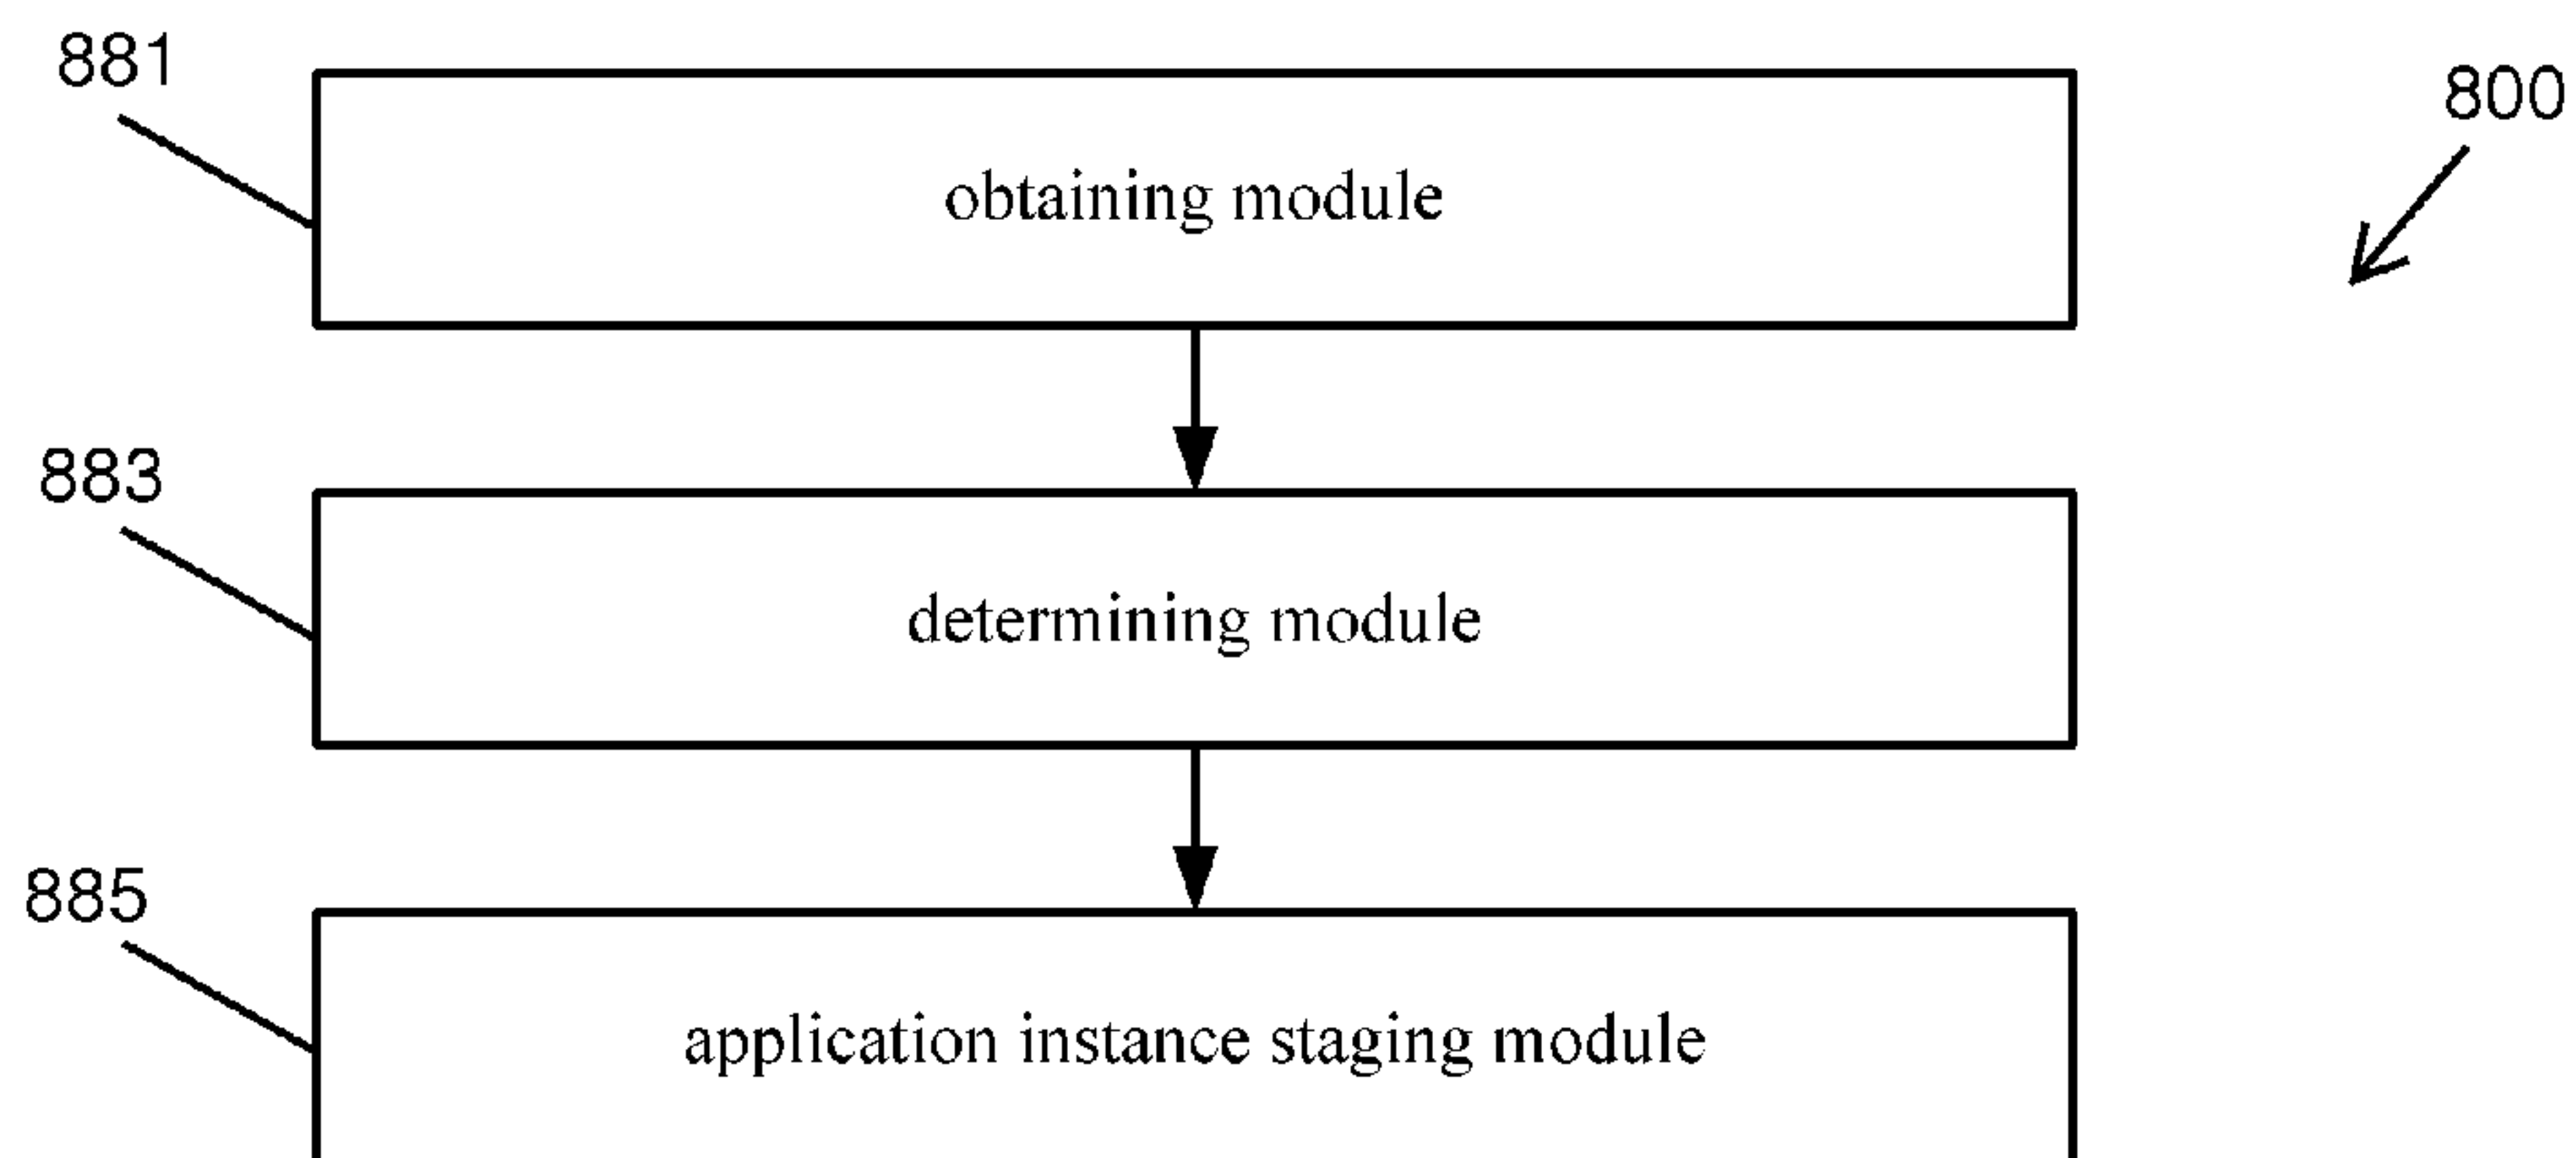 881
800
obtaining module
883
determining module
885
application instance staging module